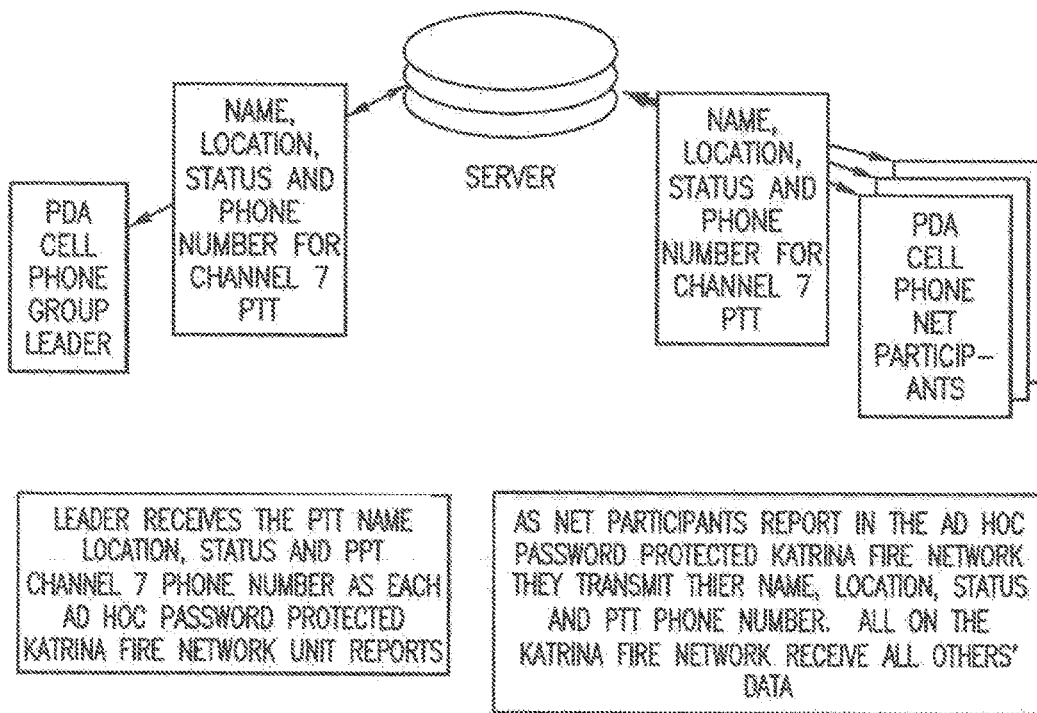 NAME,
LOCATION,
STATUS AND
PHONE
NUMBER FOR
CHANNEL 7
PTT
SERVER
NAME,
LOCATION,
STATUS AND
PHONE
NUMBER FOR
CHANNEL 7
PTT
PDA
CELL
PHONE
GROUP
LEADER
PDA
CELL
PHONE
NET
PARTICIP-
ANTS
LEADER RECEIVES THE PTT NAME
LOCATION, STATUS AND PPT
CHANNEL 7 PHONE NUMBER AS EACH
AD HOC PASSWORD PROTECTED
KATRINA FIRE NETWORK UNIT REPORTS
AS NET PARTICIPANTS REPORT IN THE AD HOC
PASSWORD PROTECTED KATRINA FIRE NETWORK
THEY TRANSMIT THIER NAME, LOCATION, STATUS
AND PTT PHONE NUMBER. ALL ON THE
KATRINA FIRE NETWORK RECEIVE ALL OTHERS'
DATA